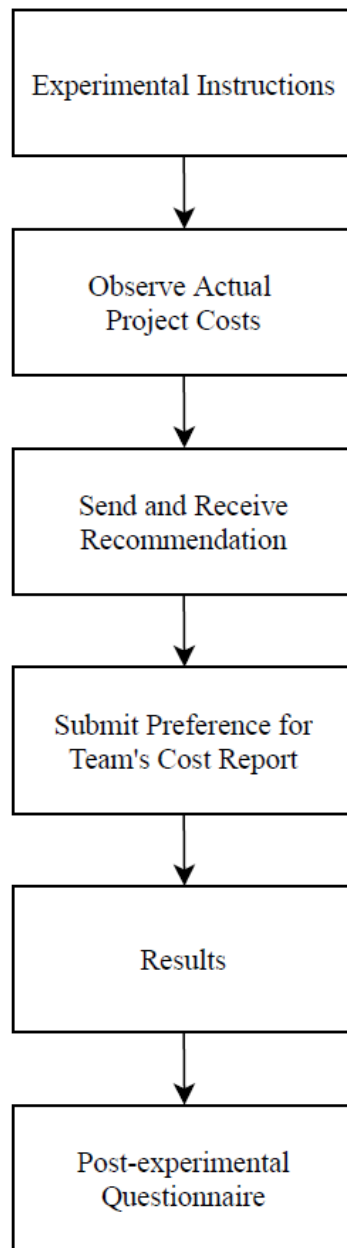 Experimental Instructions
Observe Actual
Project Costs
Send and Receive
Recommendation
Submit Preference for
Team's Cost Report
Results
Post-experimental
Questionnaire